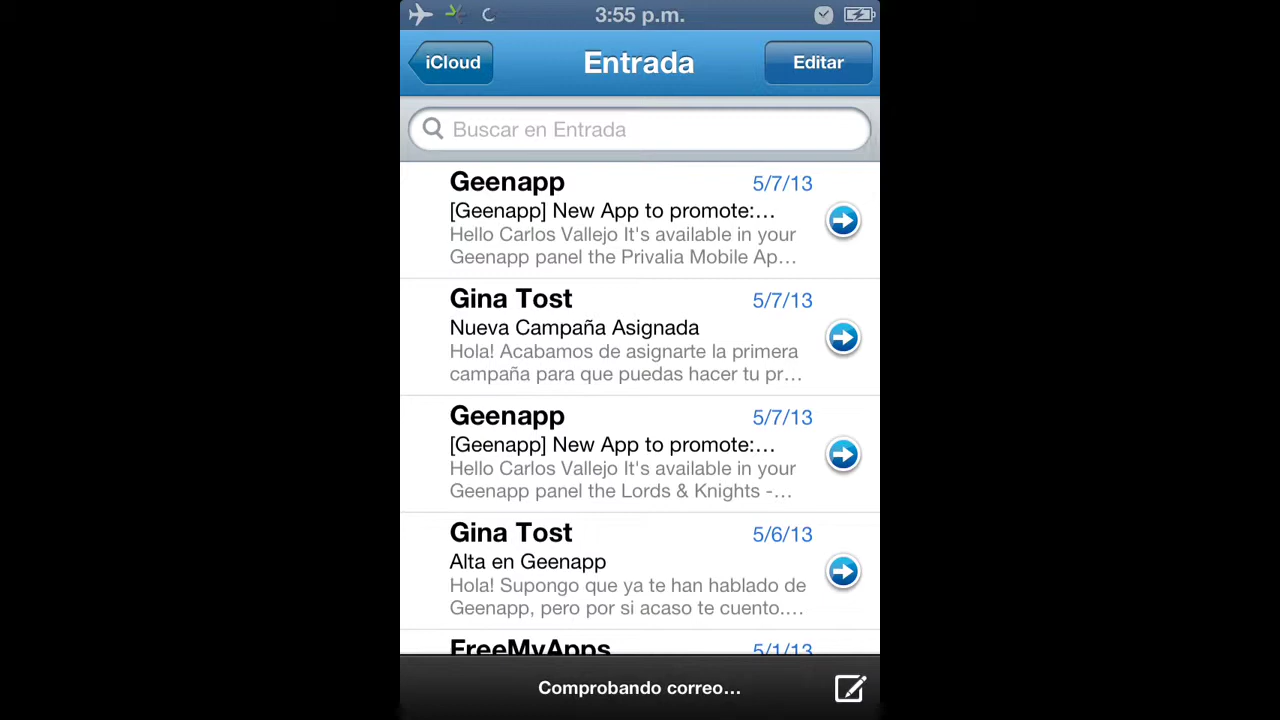 3:55 p.m.
iCloud
Entrada
Editar
Buscar en Entrada
Geenapp
5/7/13
[Geenapp] New App to promote:...
Hello Carlos Vallejo It's available in your
Geenapp panel the Privalia Mobile Ap...
Gina Tost
5/7/13
Nueva Campaña Asignada
Hola! Acabamos de asignarte la primera
campaña para que puedas hacer tu pr...
Geenapp
5/7/13
[Geenapp] New App to promote:...
Hello Carlos Vallejo It's available in your
Geenapp panel the Lords & Knights -...
Gina Tost
5/6/13
Alta en Geenapp
Hola! Supongo que ya te han hablado de
Geenapp, pero por si acaso te cuento....
FreeMyApps
5/1/13
Comprobando correo...